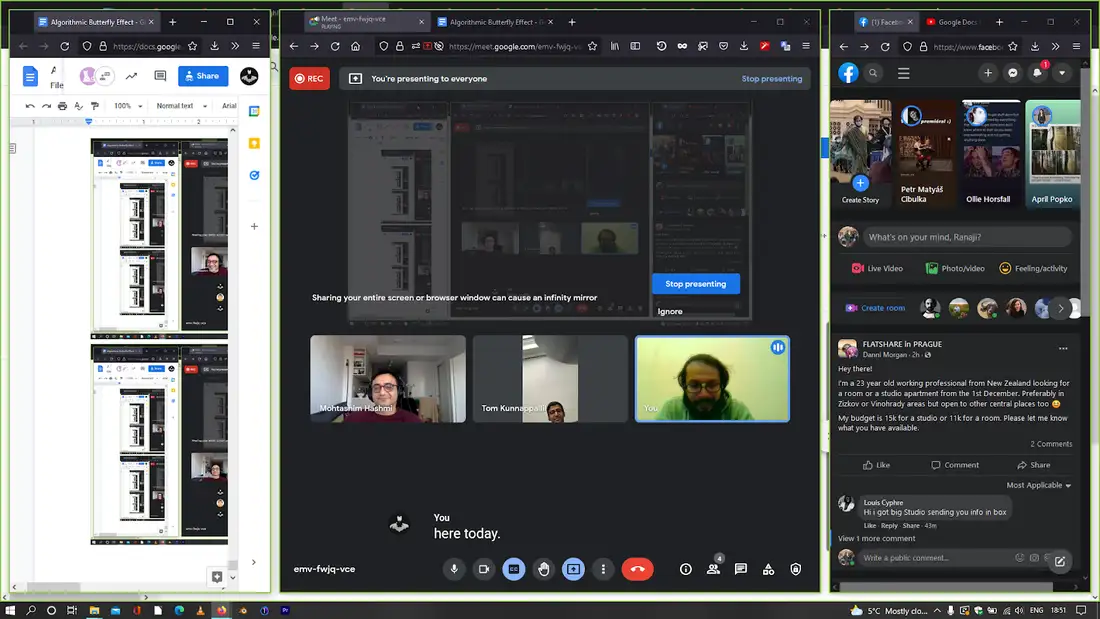 Algorithmic Butterfly Effect - G
https://docs.google.
File
Share
100%
Normal text
Arial
Meet - emv-fwjq-vce
PLAYING
Algorithmic Butterfly Effect - G
https://meet.google.com/emv-fwjq-vce
REC
You're presenting to everyone
Stop presenting
Sharing your entire screen or browser window can cause an infinity mirror
Stop presenting
Ignore
Mohtashim Hashmi
Tom Kunnappallil
You
You
here today.
emv-fwjq-vce
4
(1) Faceb
Google Docs
https://www.facebo
1
Create Story
premiéra! :)
Petr Matyáš
Cibulka
Ollie Horsfall
April Popko
What's on your mind, Ranaji?
Live Video
Photo/video
Feeling/activity
Create room
FLATSHARE in PRAGUE
Danni Morgan · 2h ·
Hey there!
I'm a 23 year old working professional from New Zealand looking for
a room or a studio apartment from the 1st December. Preferably in
Zizkov or Vinohrady areas but open to other central places too 😊
My budget is 15k for a studio or 11k for a room. Please let me know
what you have available.
2 Comments
Like
Comment
Share
Most Applicable
Louis Cyphre
Hi i got big Studio sending you info in box
Like · Reply · Share · 43m
View 1 more comment
Write a public comment...
5°C Mostly clo...
ENG
18:51